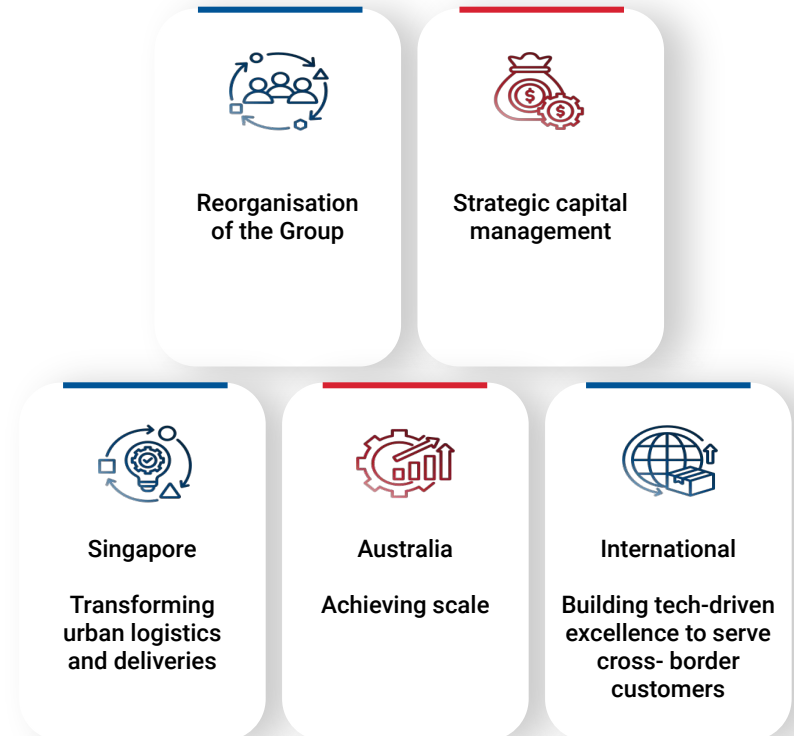 Reorganisation
of the Group
Strategic capital
management
Singapore
Transforming
urban logistics
and deliveries
Australia
Achieving scale
International
Building tech-driven
excellence to serve
cross- border
customers